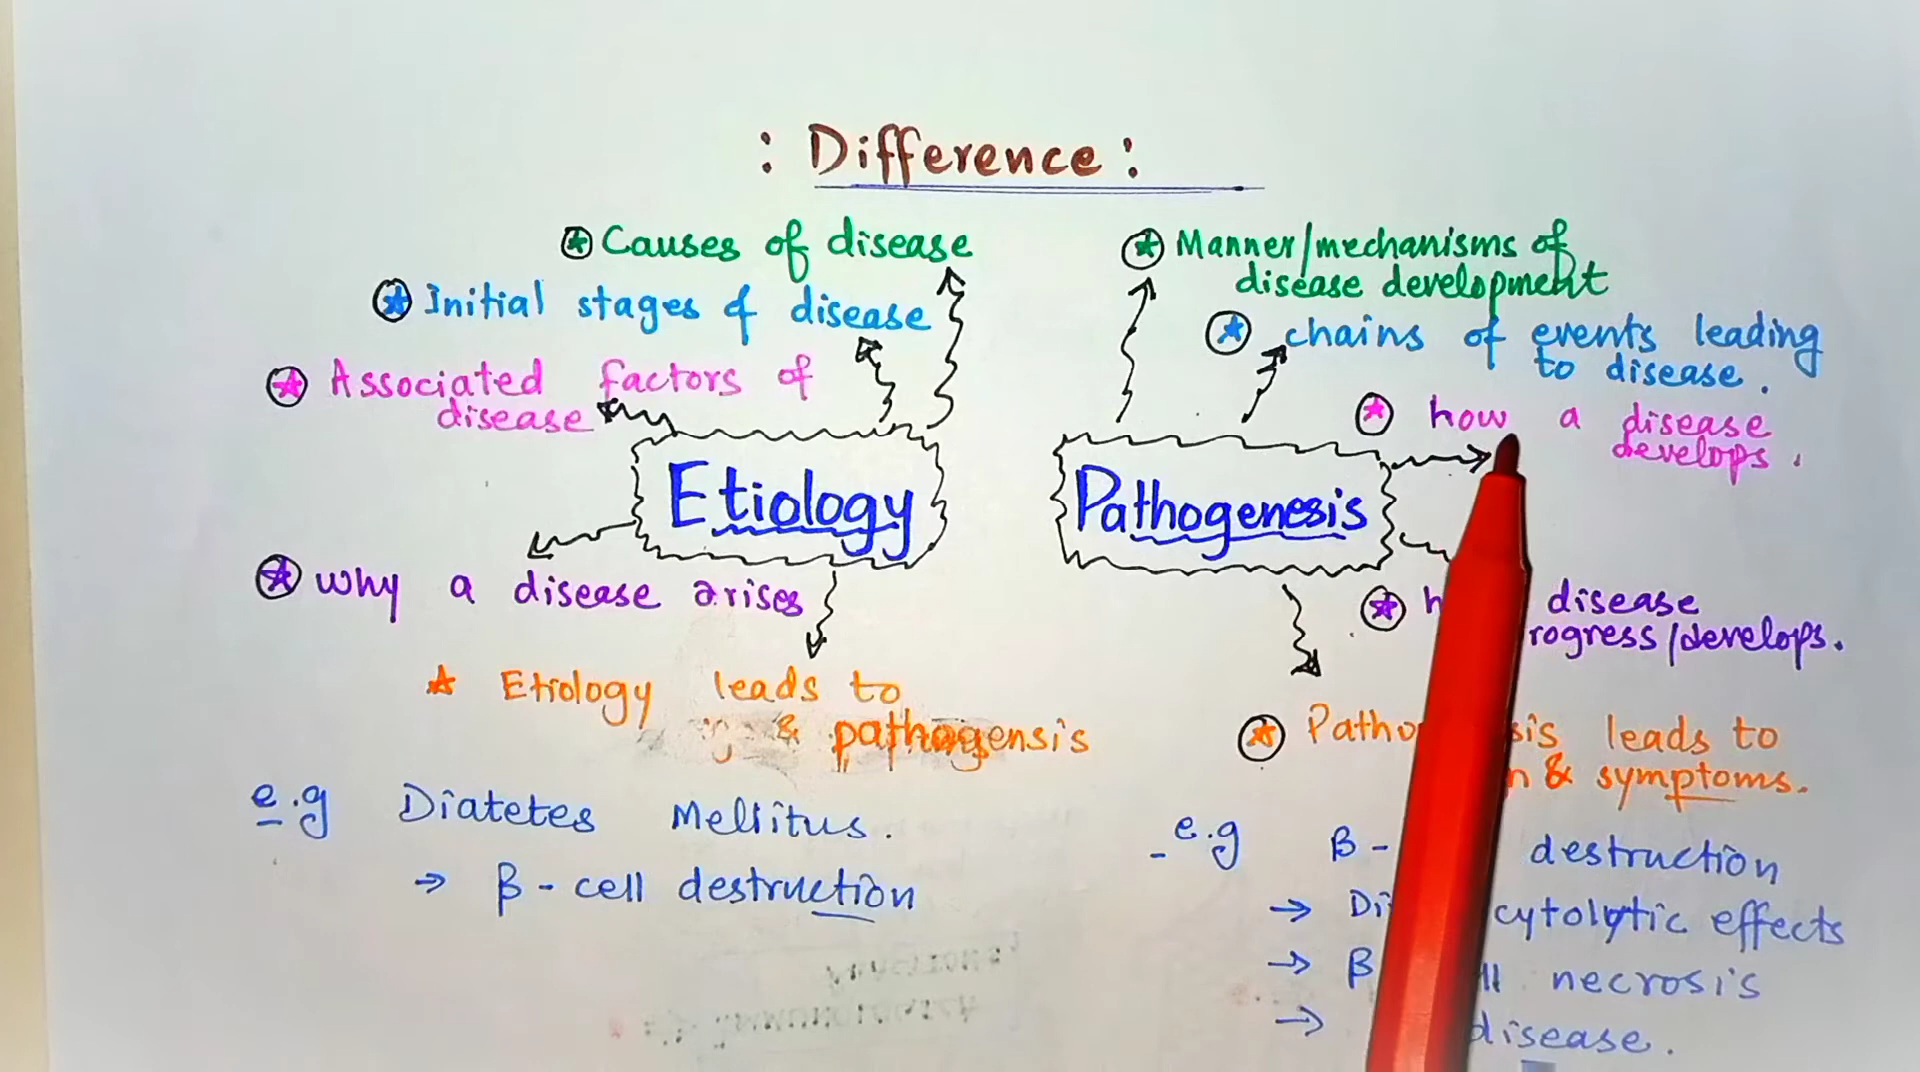 : Difference :
Causes of disease
Initial stages of disease
Associated factors of
disease
Etiology
why a disease arises
Etiology leads to
& pathogensis
e.g Diatetes Mellitus.
→ β - cell destruction
Manner/mechanisms of
disease development
chains of events leading
to disease.
how a disease
develops.
Pathogenesis
disease
rogress/develops.
leads to
& symptoms.
e.g β - destruction
→ cytolytic effects
→ β necrosis
→ disease.